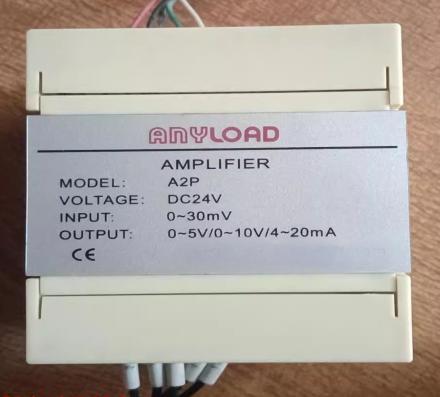 ANYLOAD
AMPLIFIER
MODEL: A2P
VOLTAGE: DC24V
INPUT: 0~30mV
OUTPUT: 0~5V/0~10V/4~20mA
CE